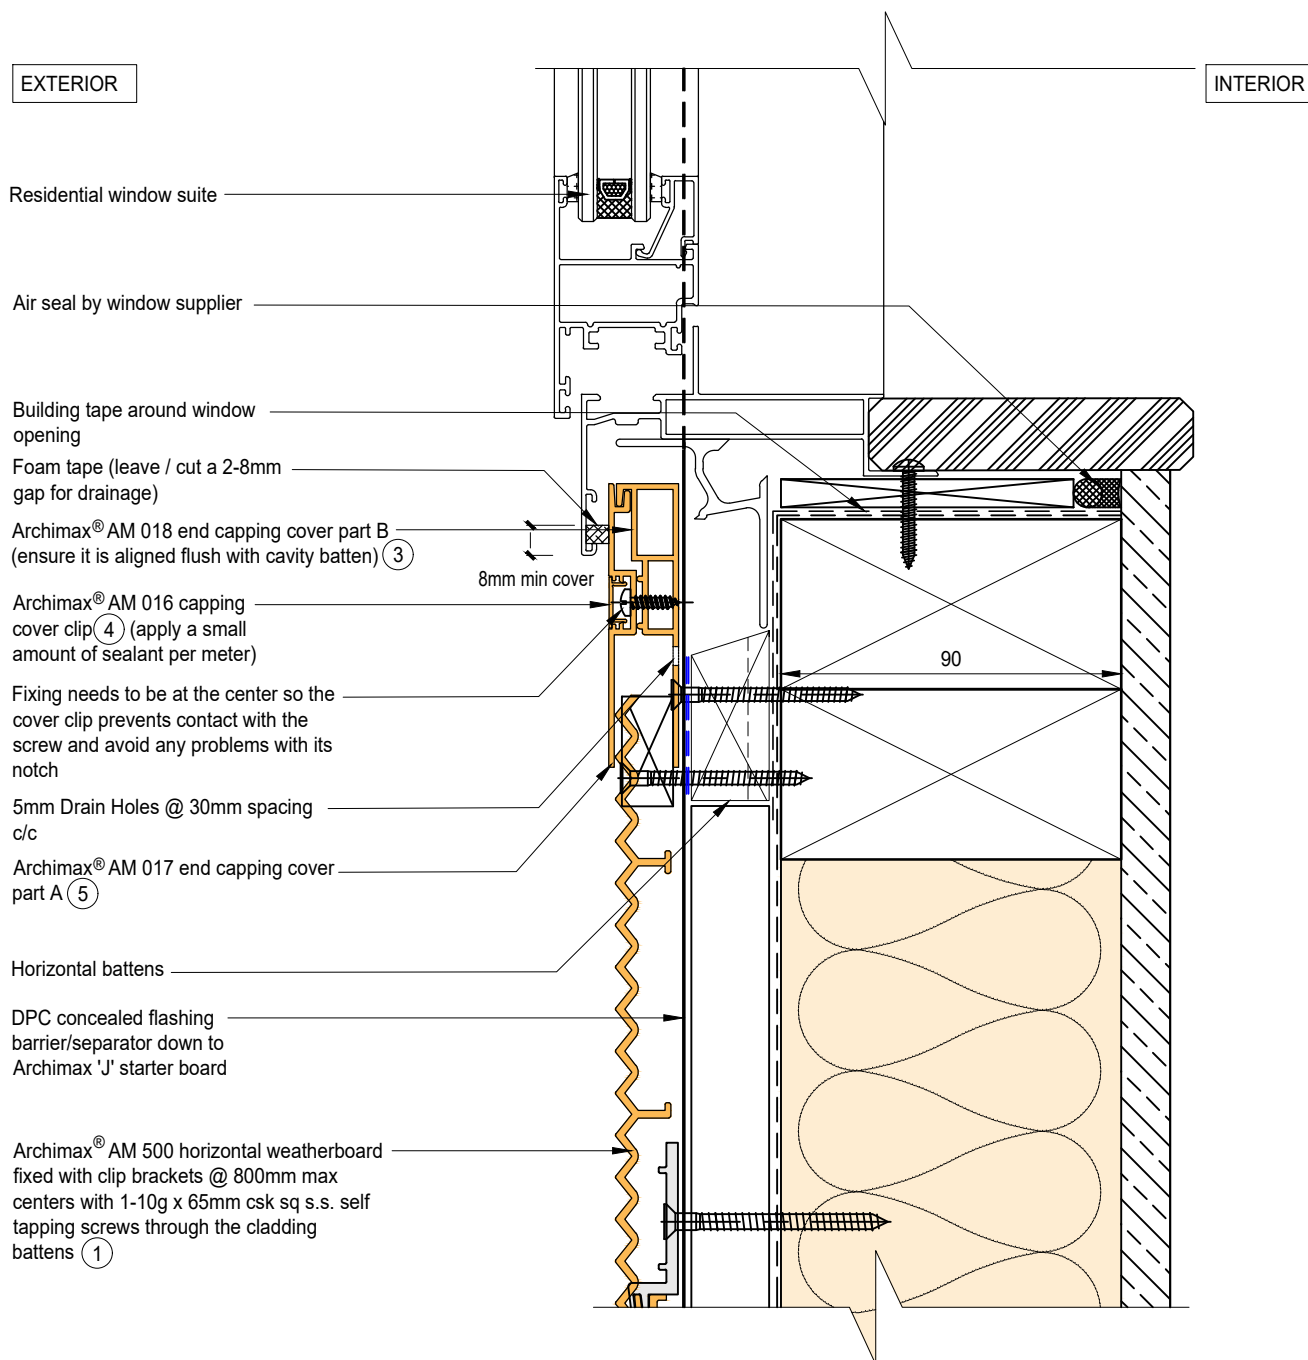 EXTERIOR
INTERIOR
Residential window suite
Air seal by window supplier
Building tape around window
opening
Foam tape (leave / cut a 2-8mm
gap for drainage)
Archimax® AM 018 end capping cover part B
(ensure it is aligned flush with cavity batten) 3
8mm min cover
Archimax® AM 016 capping
cover clip 4 (apply a small
amount of sealant per meter)
90
Fixing needs to be at the center so the
cover clip prevents contact with the
screw and avoid any problems with its
notch
5mm Drain Holes @ 30mm spacing
c/c
Archimax® AM 017 end capping cover
part A 5
Horizontal battens
DPC concealed flashing
barrier/separator down to
Archimax 'J' starter board
Archimax® AM 500 horizontal weatherboard
fixed with clip brackets @ 800mm max
centers with 1-10g x 65mm csk sq s.s. self
tapping screws through the cladding
battens 1